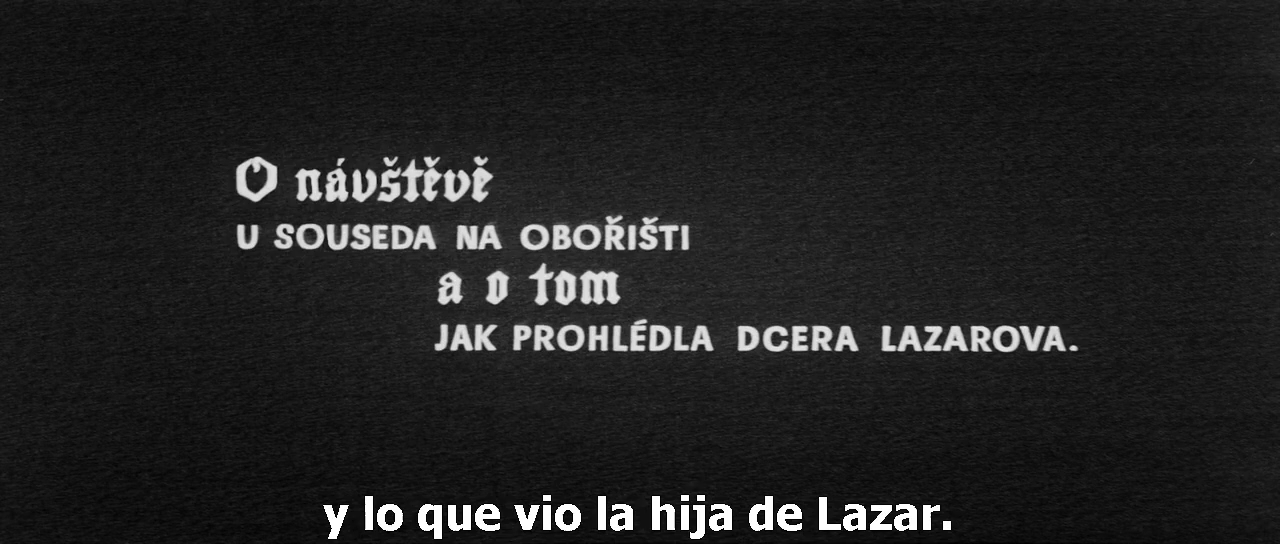 O návštěvě
U SOUSEDA NA OBOŘIŠTI
a o tom
JAK PROHLÉDLA DCERA LAZAROVA.
y lo que vio la hija de Lazar.